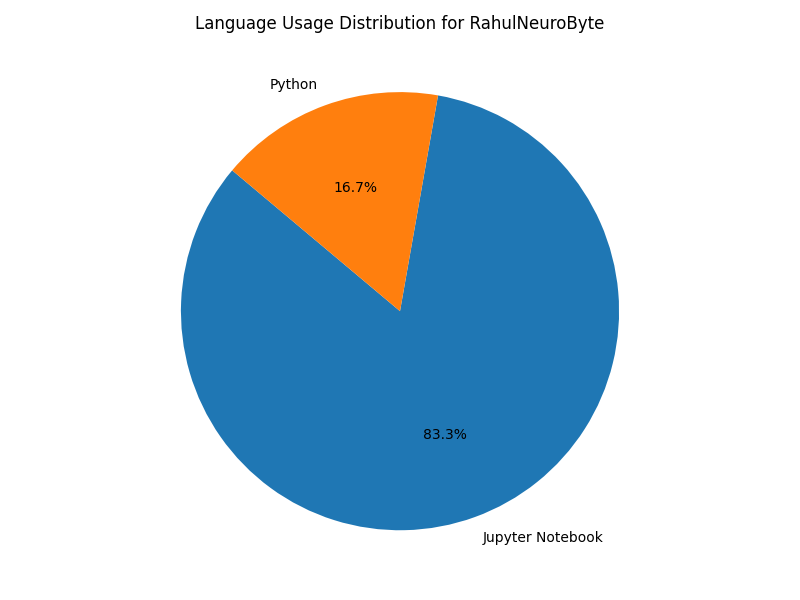 Language Usage Distribution for RahulNeuroByte
Python
16.7%
83.3%
Jupyter Notebook